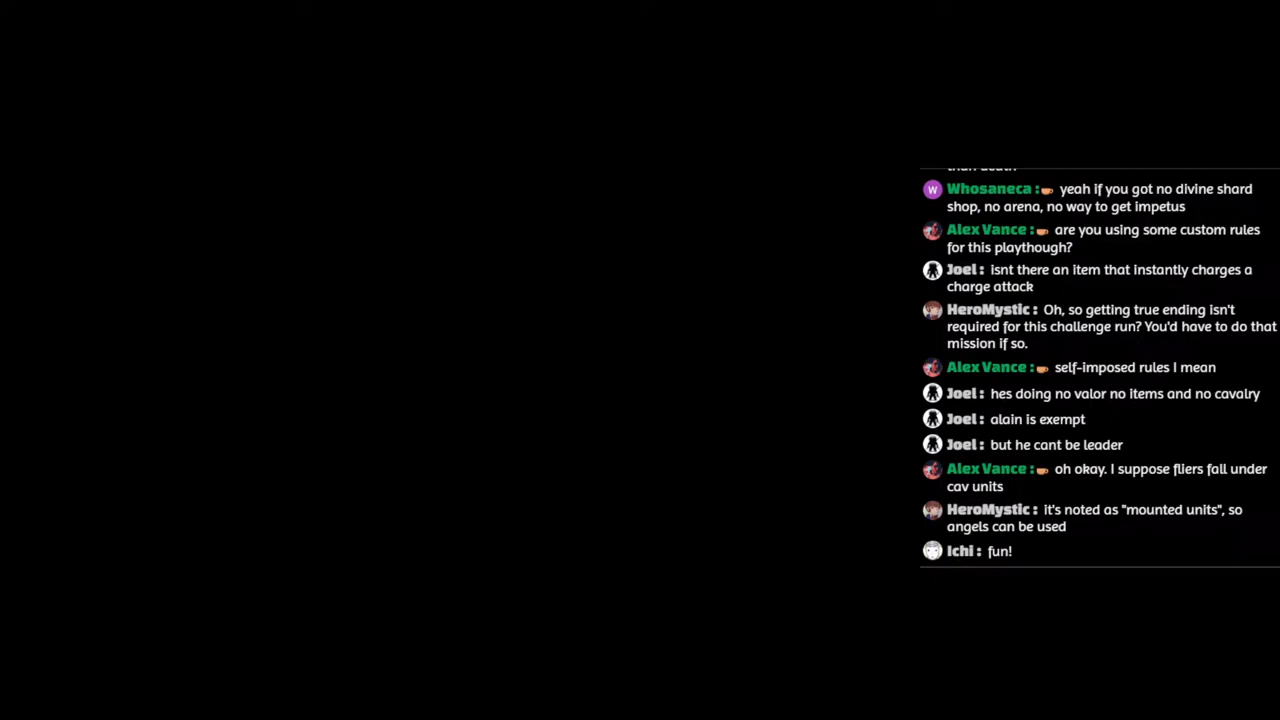 than death
Whosaneca : yeah if you got no divine shard
shop, no arena, no way to get impetus
Alex Vance : are you using some custom rules
for this playthough?
Joel : isnt there an item that instantly charges a
charge attack
HeroMystic : Oh, so getting true ending isn't
required for this challenge run? You'd have to do that
mission if so.
Alex Vance : self-imposed rules I mean
Joel : hes doing no valor no items and no cavalry
Joel : alain is exempt
Joel : but he cant be leader
Alex Vance : oh okay. I suppose fliers fall under
cav units
HeroMystic : it's noted as "mounted units", so
angels can be used
Ichi : fun!